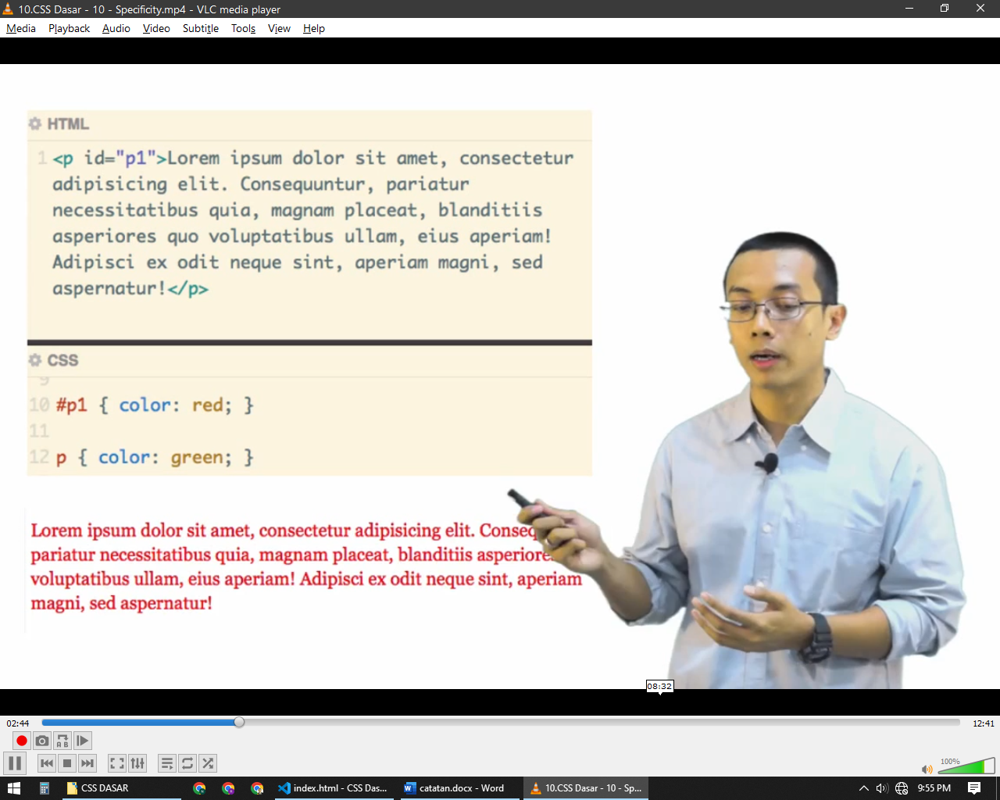 10.CSS Dasar - 10 - Specificity.mp4 - VLC media player
Media Playback Audio Video Subtitle Tools View Help
HTML
1 <p id="p1">Lorem ipsum dolor sit amet, consectetur
adipisicing elit. Consequuntur, pariatur
necessitatibus quia, magnam placeat, blanditiis
asperiores quo voluptatibus ullam, eius aperiam!
Adipisci ex odit neque sint, aperiam magni, sed
aspernatur!</p>
CSS
9
10 #p1 { color: red; }
11
12 p { color: green; }
Lorem ipsum dolor sit amet, consectetur adipisicing elit.
pariatur necessitatibus quia, magnam placeat, blanditiis
voluptatibus ullam, eius aperiam! Adipisci ex odit neque sint, aperiam
magni, sed aspernatur!
08:32
02:44 12:41
A B
100%
CSS DASAR index.html - CSS Das... catatan.docx - Word 10.CSS Dasar - 10 - Sp... 9:55 PM